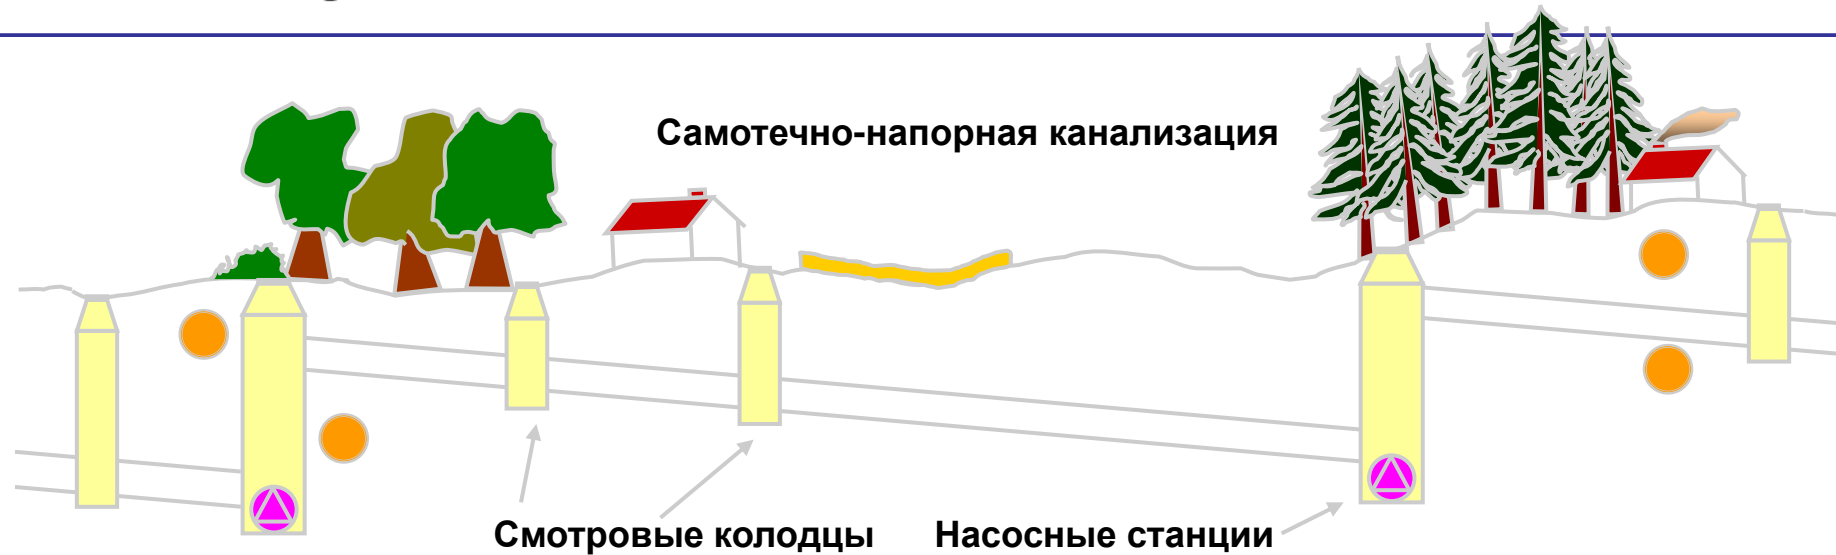 Самотечно-напорная канализация
Смотровые колодцы
Насосные станции